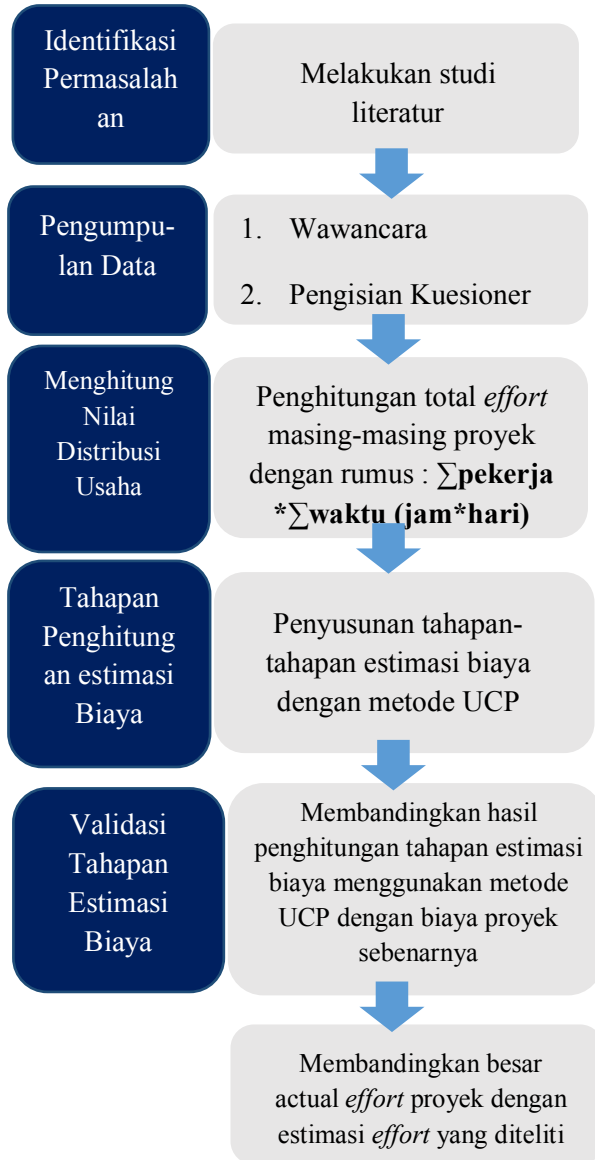 Identifikasi
Permasalah
an
Melakukan studi
literatur
Pengumpu-
lan Data
1. Wawancara
2. Pengisian Kuesioner
Menghitung
Nilai
Distribusi
Usaha
Penghitungan total effort
masing-masing proyek
dengan rumus : ∑pekerja
*∑waktu (jam*hari)
Tahapan
Penghitung
an estimasi
Biaya
Penyusunan tahapan-
tahapan estimasi biaya
dengan metode UCP
Validasi
Tahapan
Estimasi
Biaya
Membandingkan hasil
penghitungan tahapan estimasi
biaya menggunakan metode
UCP dengan biaya proyek
sebenarnya
Membandingkan besar
actual effort proyek dengan
estimasi effort yang diteliti